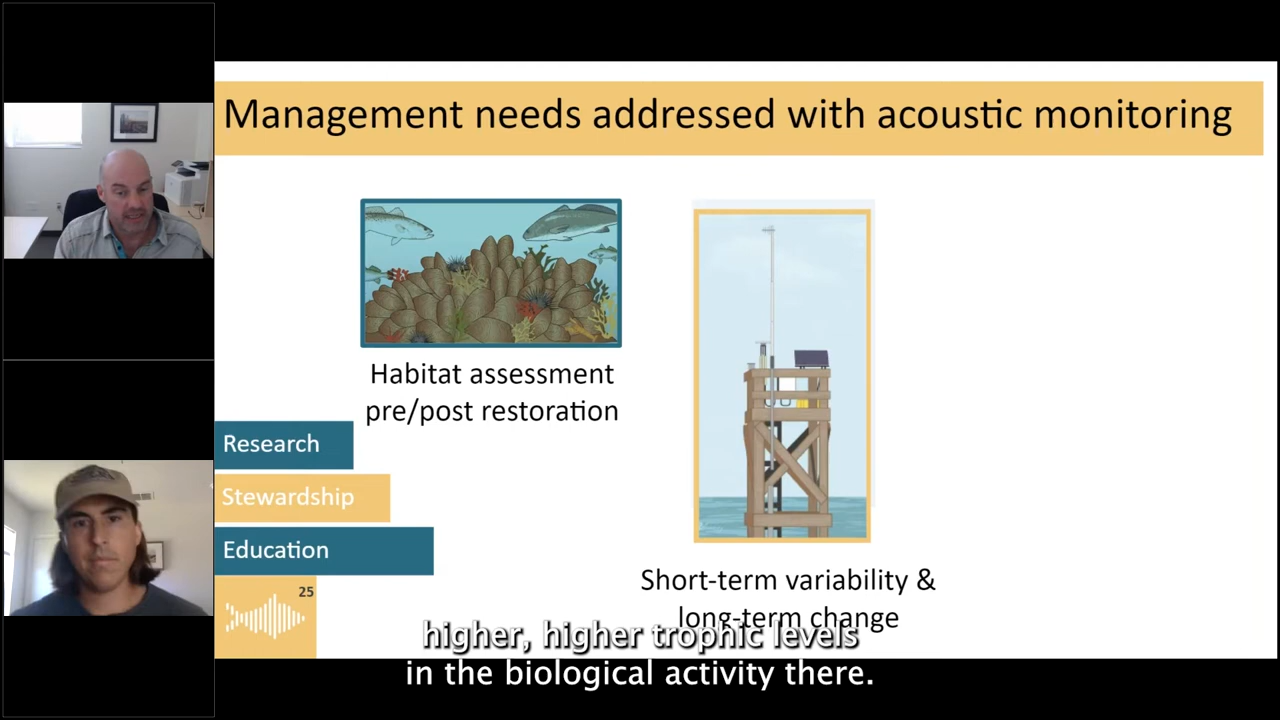 Management needs addressed with acoustic monitoring
Habitat assessment
pre/post restoration
Research
Stewardship
Education
25
Short-term variability &
long-term change
higher, higher trophic levels
in the biological activity there.